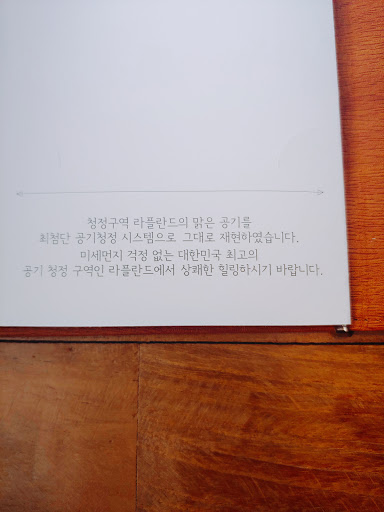 청정구역 라플란드의 맑은 공기를
최첨단 공기청정 시스템으로 그대로 재현하였습니다.
미세먼지 걱정 없는 대한민국 최고의
공기 청정 구역인 라플란드에서 상쾌한 힐링하시기 바랍니다.